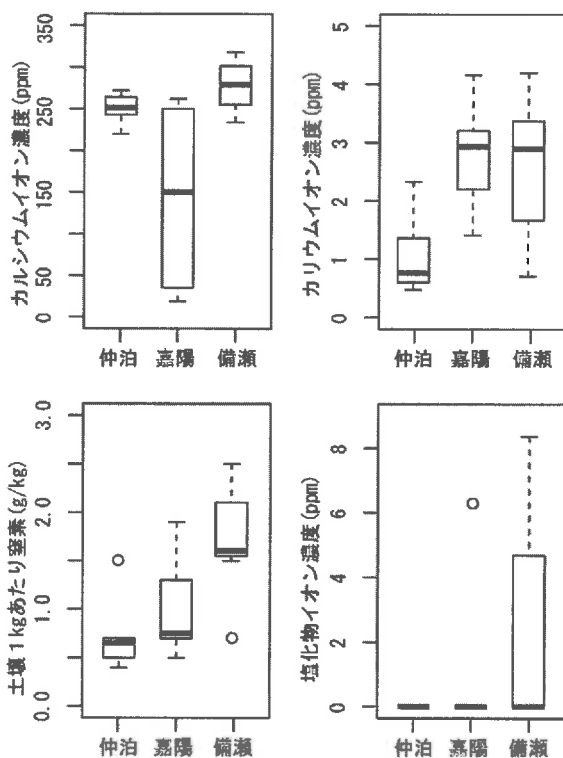 カルシウムイオン濃度(ppm)
350
250
150
50
0
仲泊
嘉陽
備瀬
カリウムイオン濃度(ppm)
5
4
3
2
1
0
仲泊
嘉陽
備瀬
土壌1kgあたり窒素(g/kg)
3.0
2.0
1.0
0.0
仲泊
嘉陽
備瀬
塩化物イオン濃度(ppm)
8
6
4
2
0
仲泊
嘉陽
備瀬